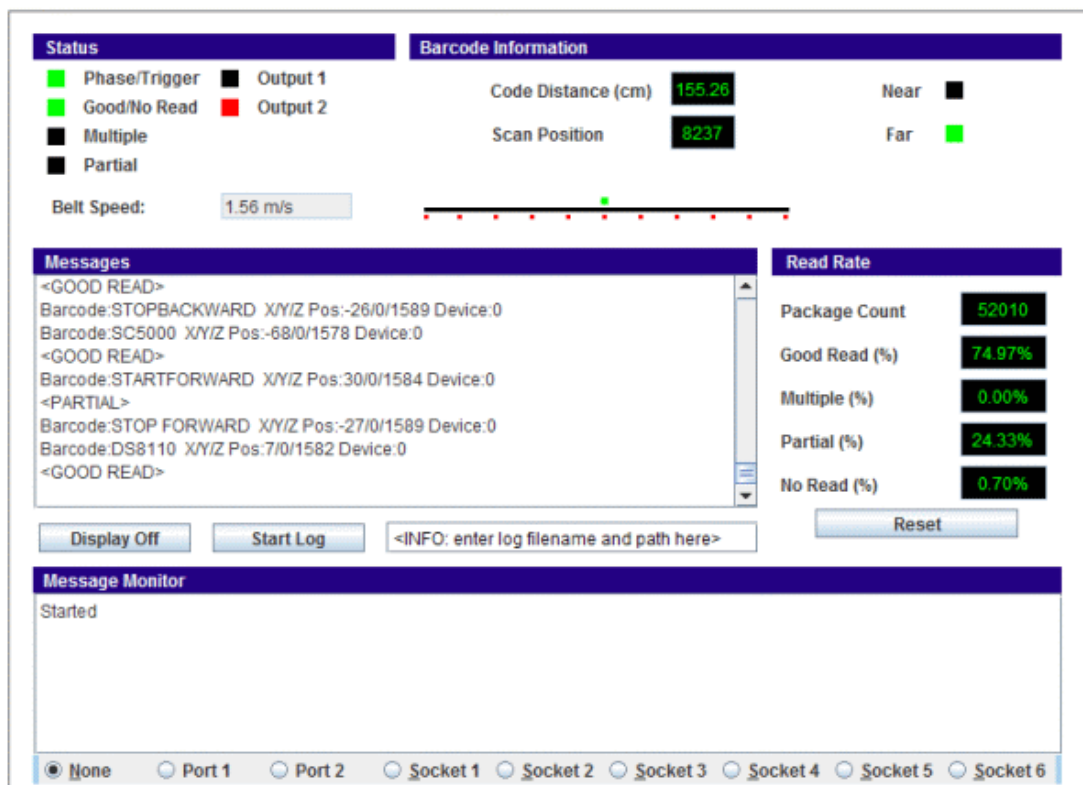 Status
Barcode Information
Phase/Trigger
Output 1
Good/No Read
Output 2
Multiple
Partial
Code Distance (cm) 155.26
Near
Scan Position 8237
Far
Belt Speed: 1.56 m/s
Messages
<GOOD READ>
Barcode:STOPBACKWARD X/Y/Z Pos:-26/0/1589 Device:0
Barcode:SC5000 X/Y/Z Pos:-68/0/1578 Device:0
<GOOD READ>
Barcode:STARTFORWARD X/Y/Z Pos:30/0/1584 Device:0
<PARTIAL>
Barcode:STOP FORWARD X/Y/Z Pos:-27/0/1589 Device:0
Barcode:DS8110 X/Y/Z Pos:7/0/1582 Device:0
<GOOD READ>
Read Rate
Package Count 52010
Good Read (%) 74.97%
Multiple (%) 0.00%
Partial (%) 24.33%
No Read (%) 0.70%
Reset
Display Off
Start Log
<INFO: enter log filename and path here>
Message Monitor
Started
None Port 1 Port 2 Socket 1 Socket 2 Socket 3 Socket 4 Socket 5 Socket 6